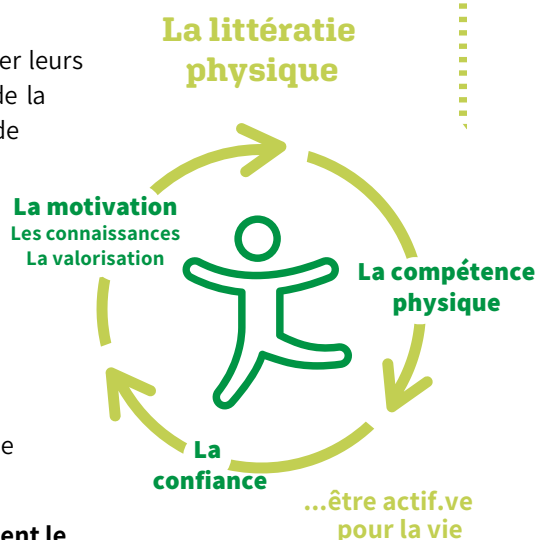 La littératie
physique
er leurs
de la
de
La motivation
Les connaissances
La valorisation
La compétence
physique
La
confiance
e
...être actif.ve
pour la vie
ent le